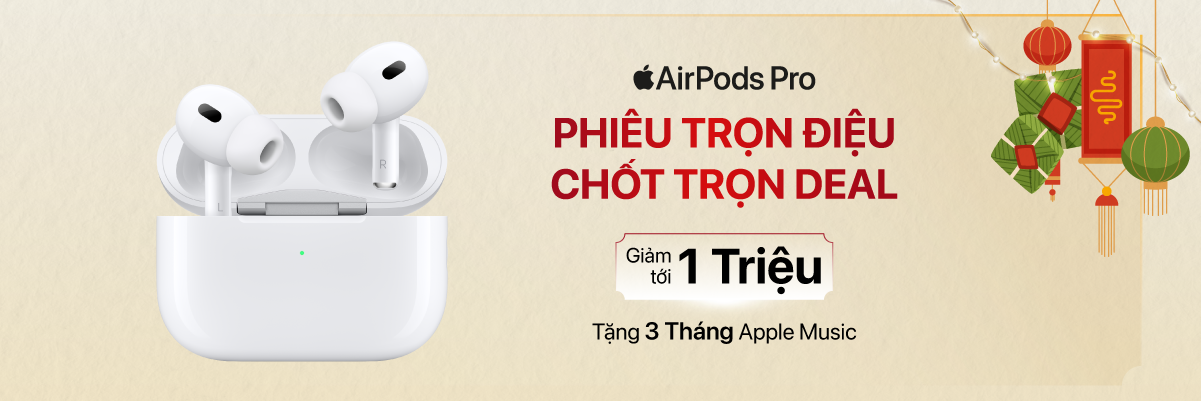 AirPods Pro
PHIÊU TRỌN ĐIỆU
CHỐT TRỌN DEAL
Giảm tới 1 Triệu
Tặng 3 Tháng Apple Music
L
R